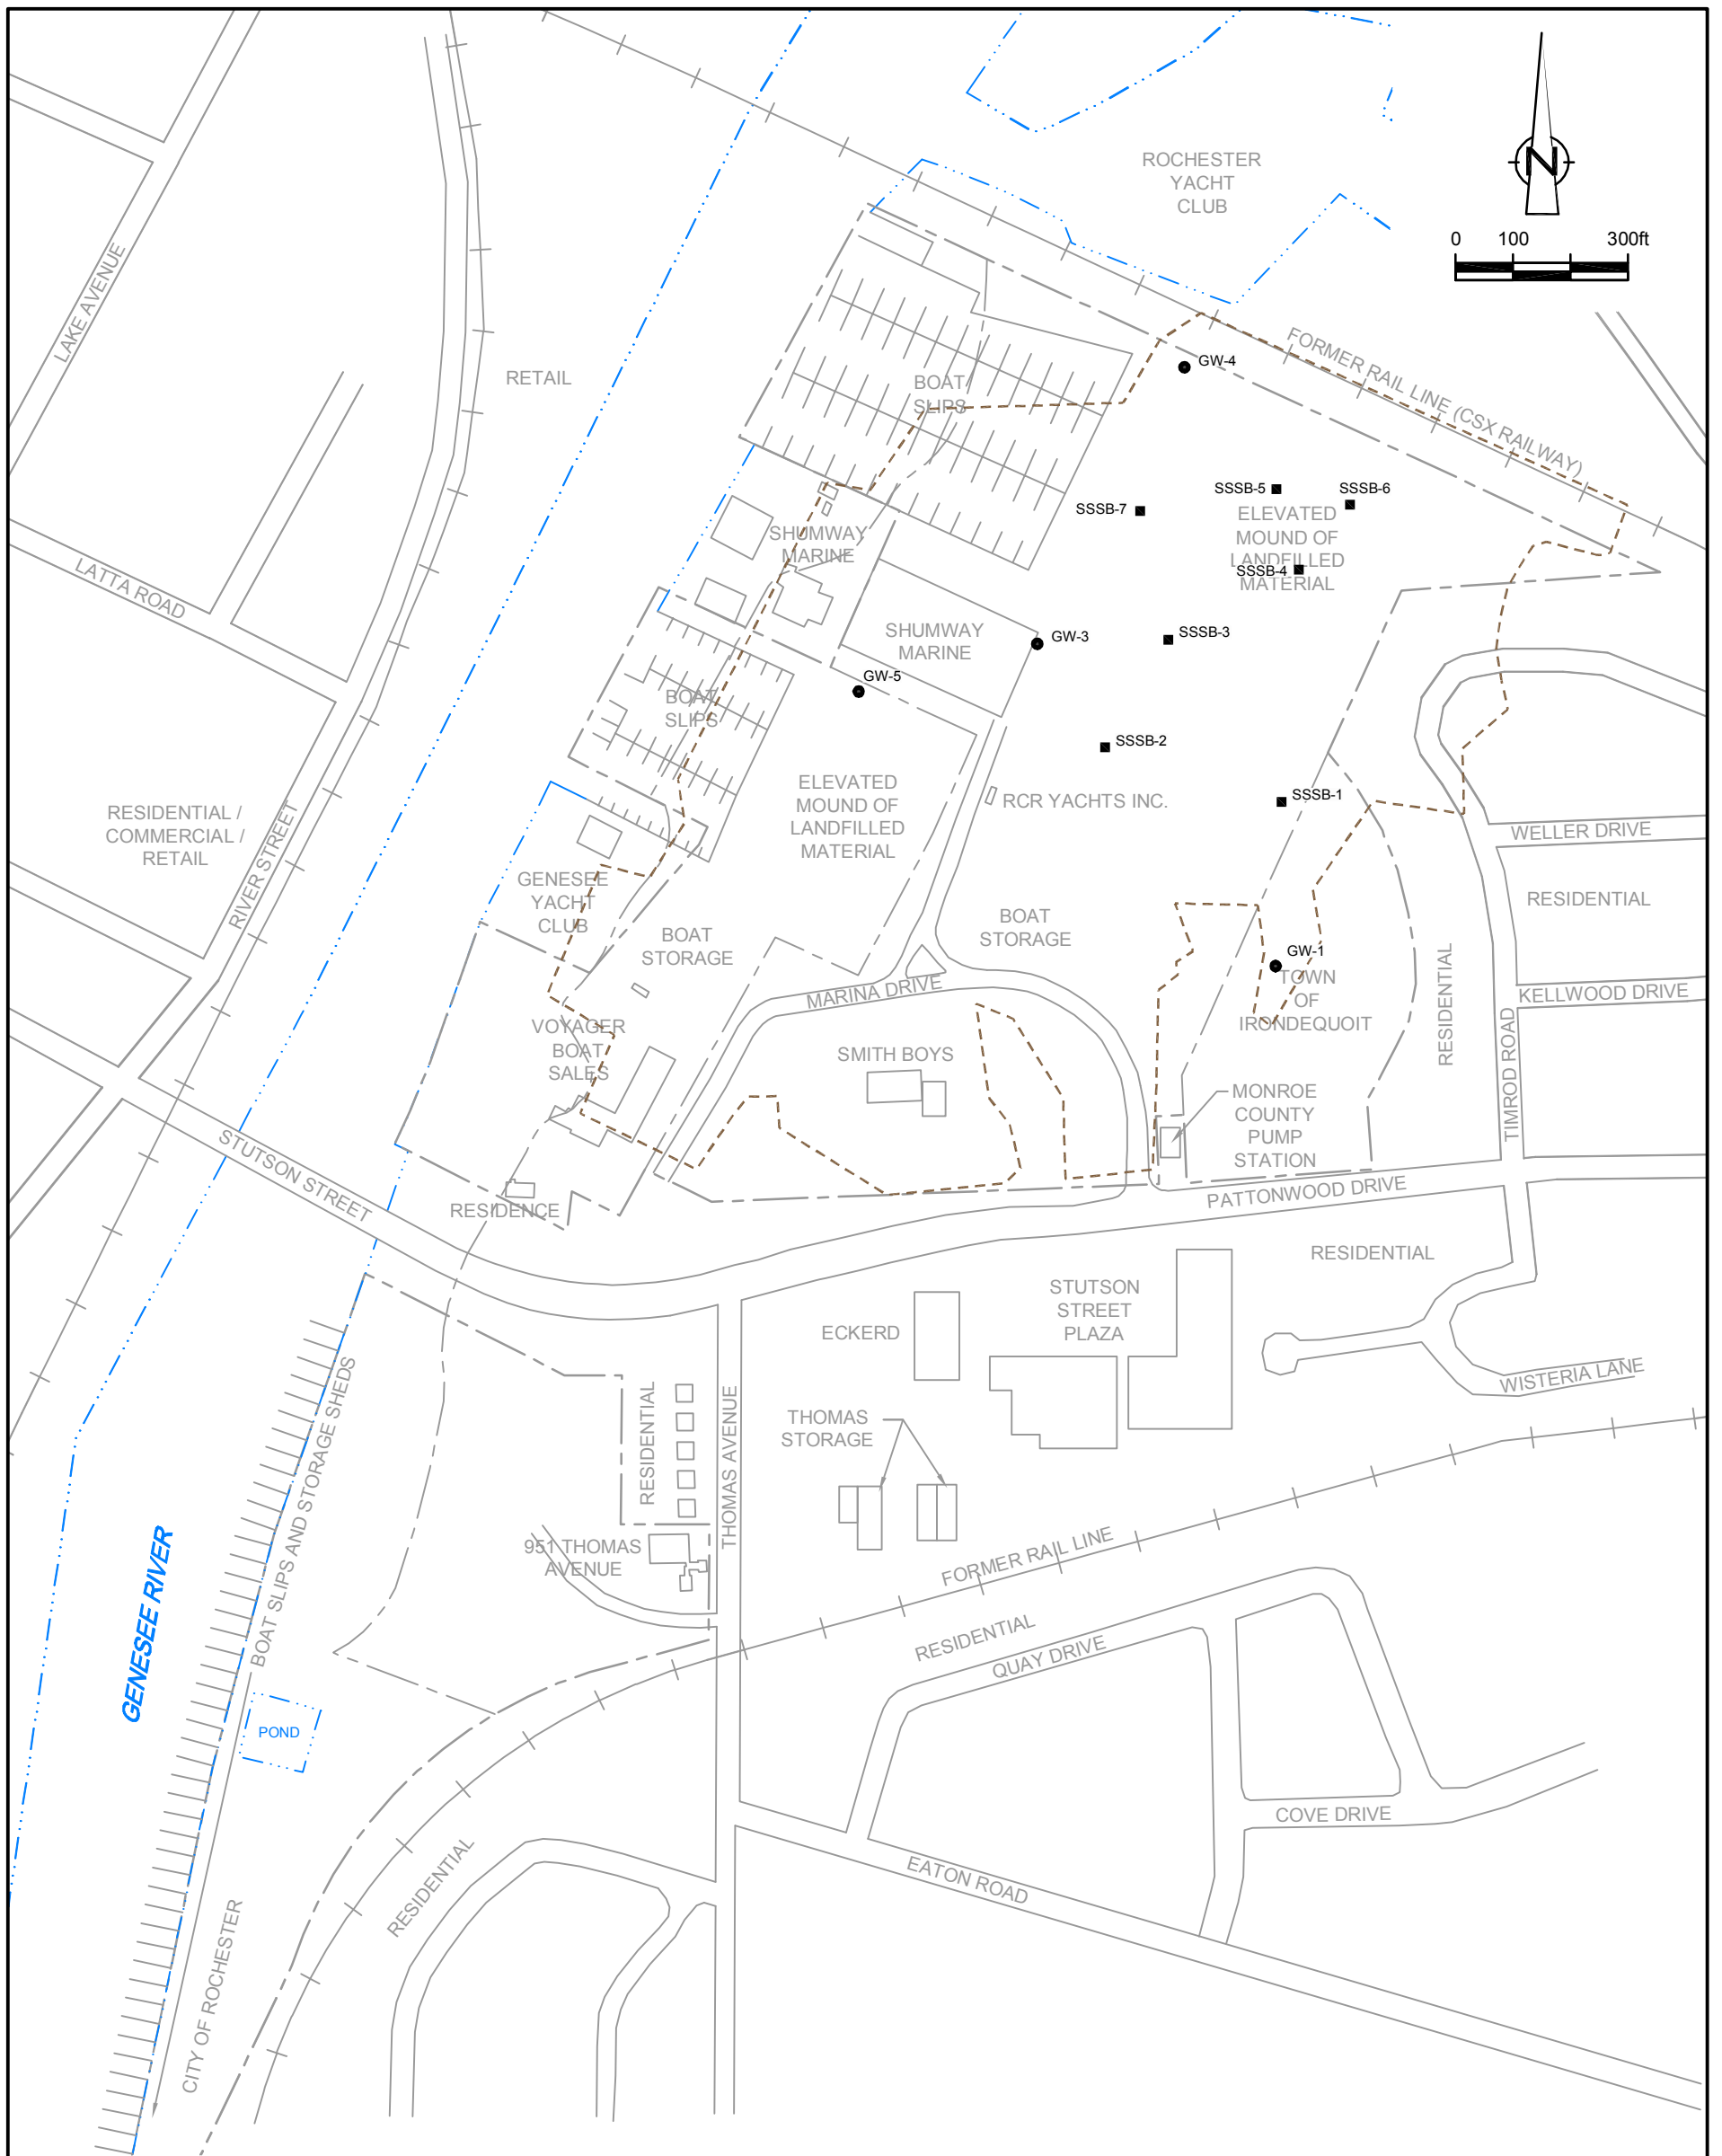 ROCHESTER
YACHT
CLUB
N
0 100 300ft
LAKE AVENUE
RETAIL
FORMER RAIL LINE (CSX RAILWAY)
GW-4
BOAT
SLIPS
SSSB-5
SSSB-6
SSSB-7
ELEVATED
MOUND OF
LANDFILLED
MATERIAL
SSSB-4
SHUMWAY
MARINE
LATTA ROAD
SHUMWAY
MARINE
GW-3
SSSB-3
GW-5
BOAT
SLIPS
SSSB-2
ELEVATED
MOUND OF
LANDFILLED
MATERIAL
RCR YACHTS INC.
SSSB-1
RESIDENTIAL /
COMMERCIAL /
RETAIL
RIVER STREET
WELLER DRIVE
RESIDENTIAL
GENESEE
YACHT
CLUB
BOAT
STORAGE
BOAT
STORAGE
GW-1
TOWN
OF
IRONDEQUOIT
RESIDENTIAL
KELLWOOD DRIVE
MARINA DRIVE
VOYAGER
BOAT
SALES
SMITH BOYS
TIMROD ROAD
MONROE
COUNTY
PUMP
STATION
STUTSON STREET
RESIDENCE
PATTONWOOD DRIVE
RESIDENTIAL
STUTSON
STREET
PLAZA
ECKERD
WISTERIA LANE
BOAT SLIPS AND STORAGE SHEDS
RESIDENTIAL
THOMAS AVENUE
THOMAS
STORAGE
951 THOMAS
AVENUE
FORMER RAIL LINE
GENESEE RIVER
RESIDENTIAL
QUAY DRIVE
POND
COVE DRIVE
RESIDENTIAL
EATON ROAD
CITY OF ROCHESTER